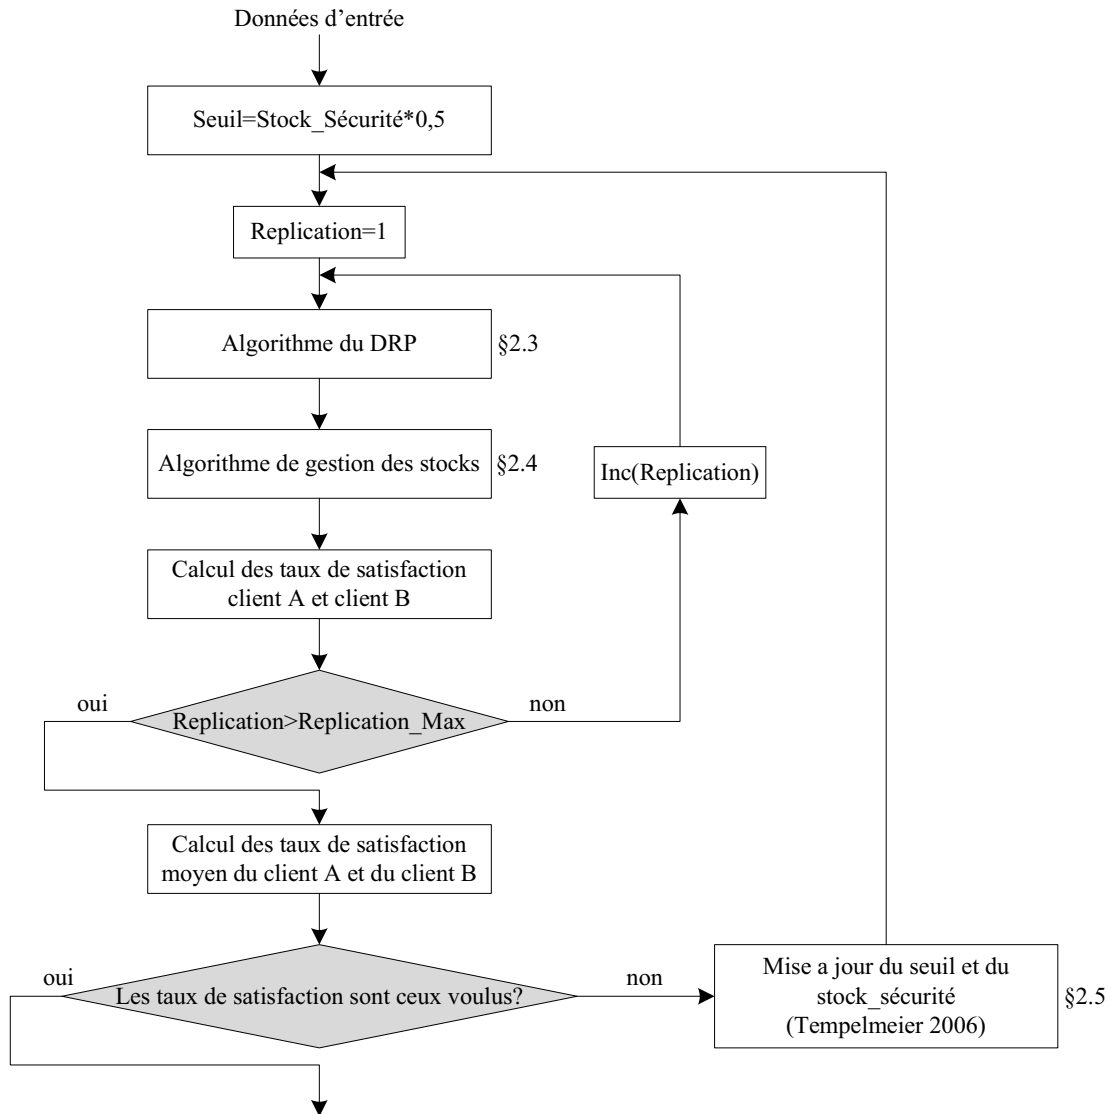 Données d’entrée
Seuil=Stock_Sécurité*0,5
Replication=1
Algorithme du DRP
§2.3
Algorithme de gestion des stocks
§2.4
Inc(Replication)
Calcul des taux de satisfaction
client A et client B
oui
Replication>Replication_Max
non
Calcul des taux de satisfaction
moyen du client A et du client B
oui
Les taux de satisfaction sont ceux voulus?
non
Mise a jour du seuil et du
stock_sécurité
(Tempelmeier 2006)
§2.5